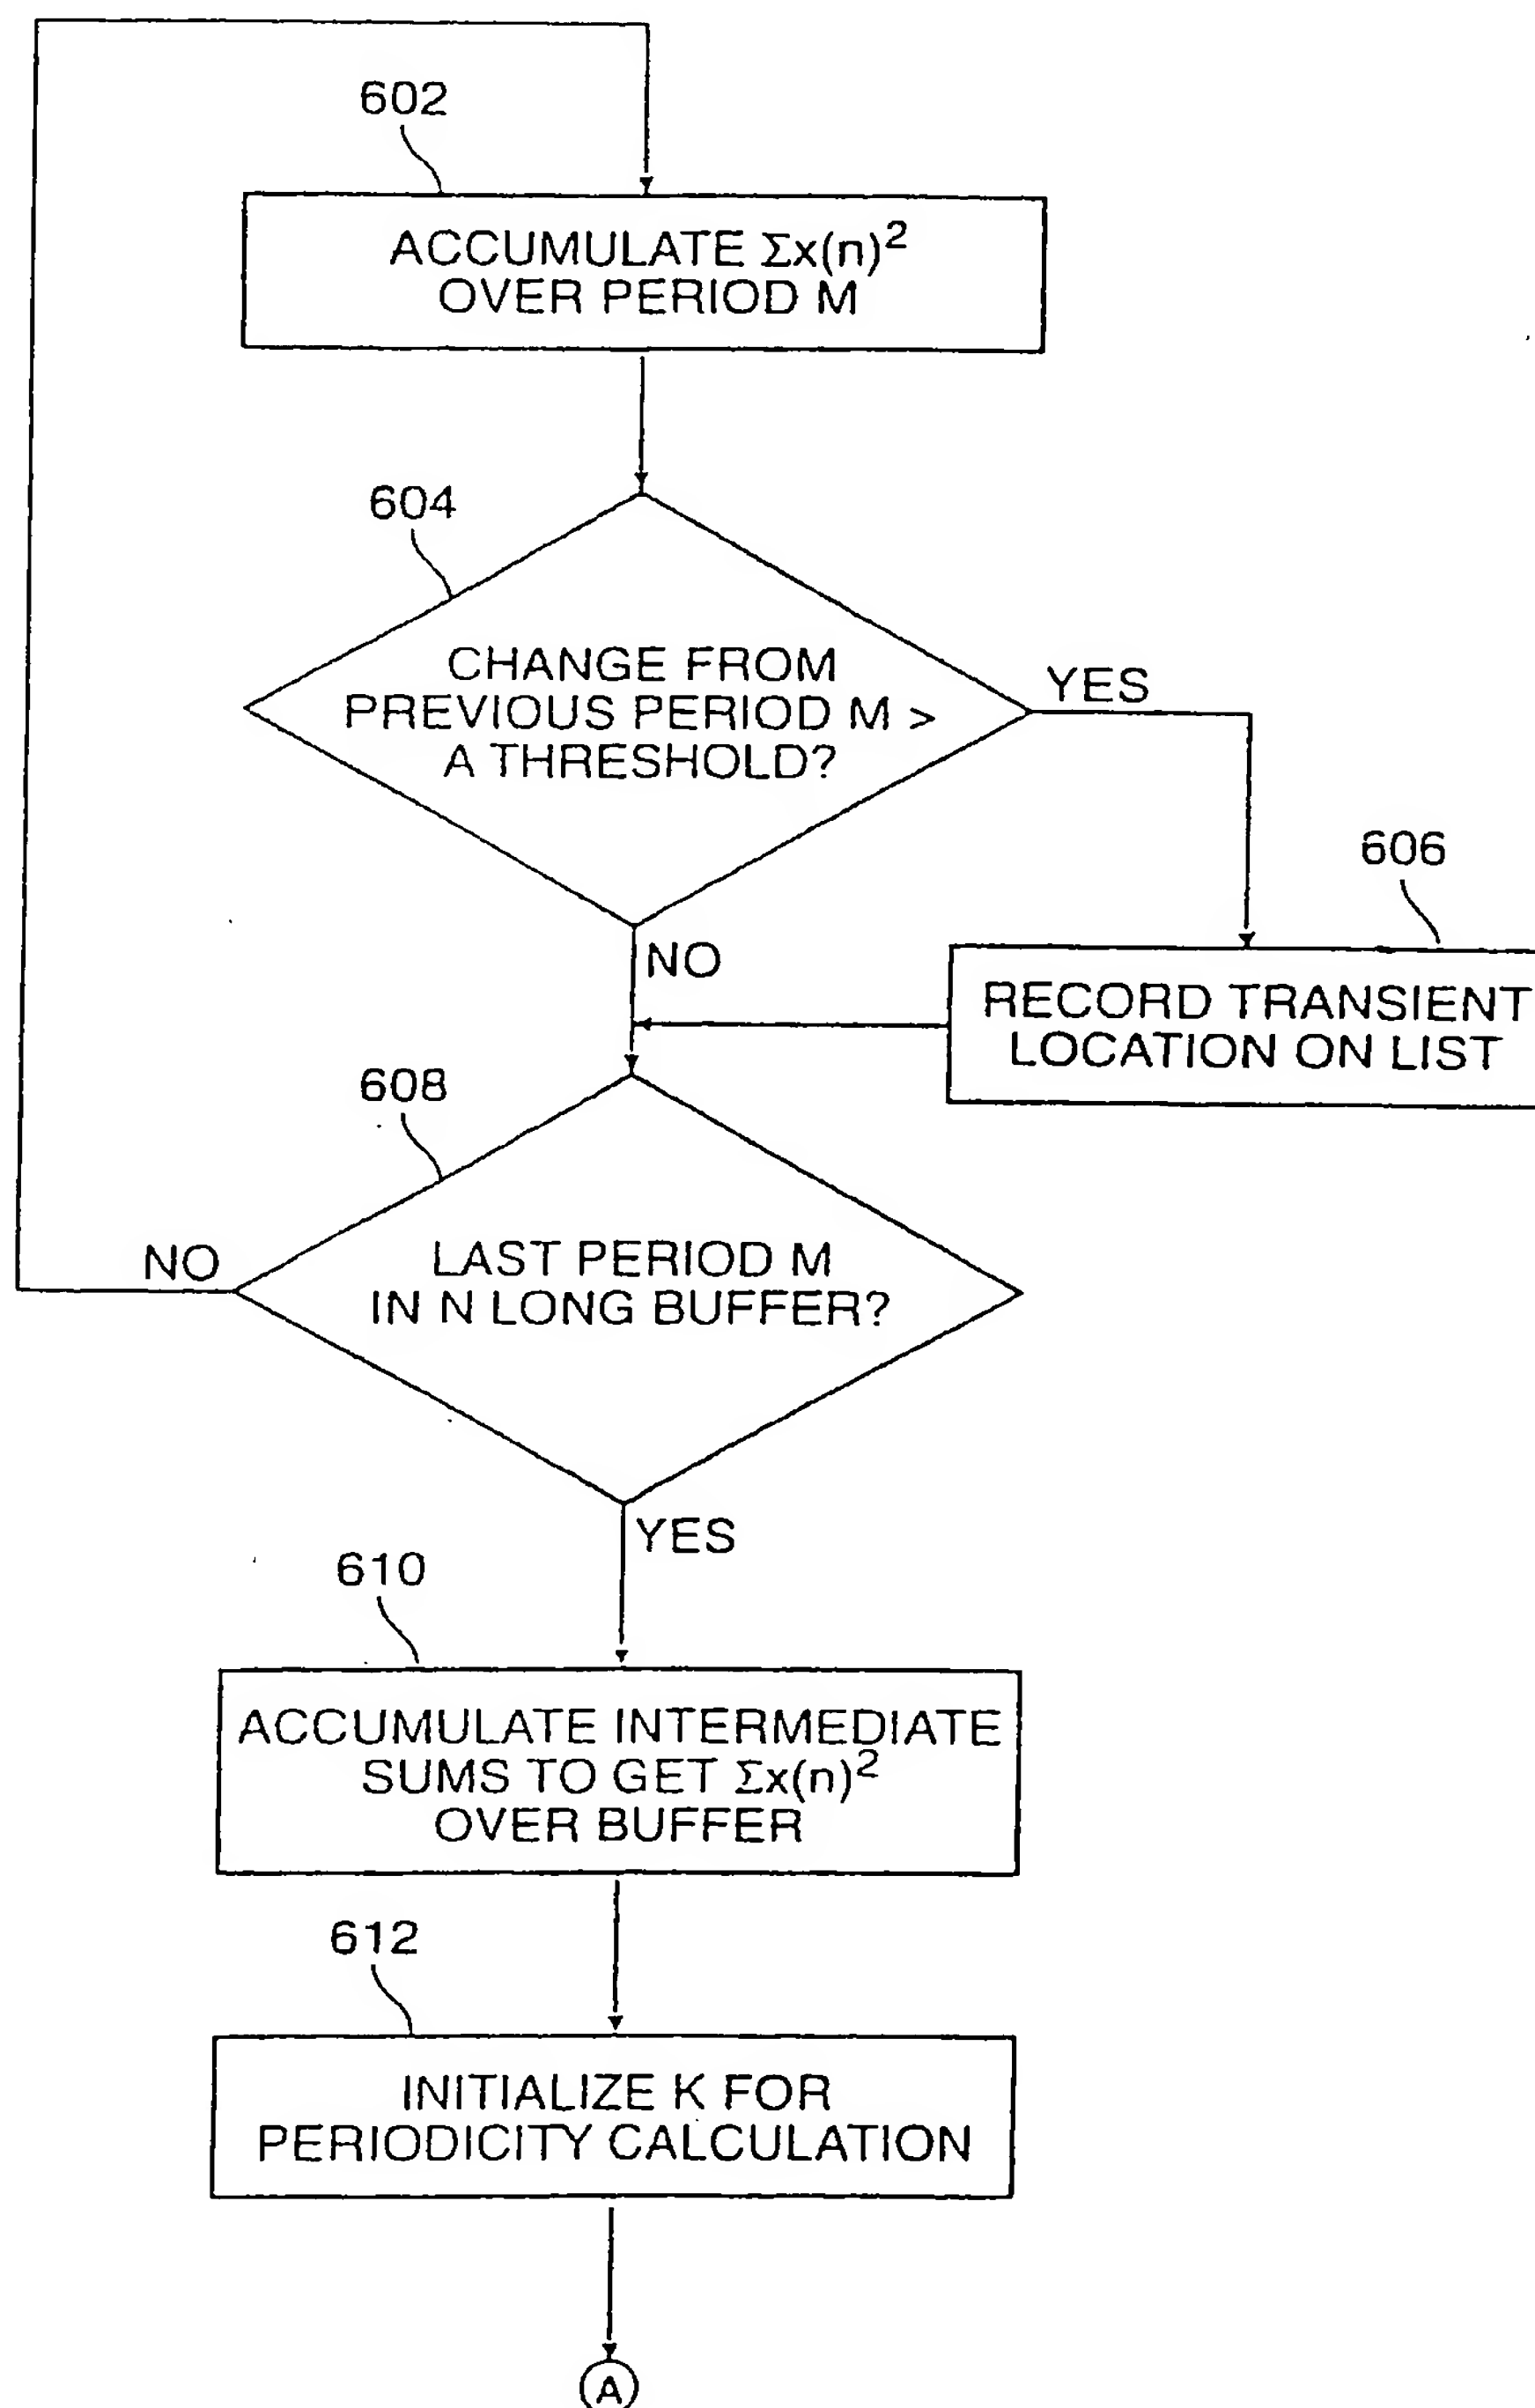 602
ACCUMULATE Σx(n)²
OVER PERIOD M
604
CHANGE FROM
PREVIOUS PERIOD M >
A THRESHOLD?
YES
606
NO
RECORD TRANSIENT
LOCATION ON LIST
608
NO
LAST PERIOD M
IN N LONG BUFFER?
YES
610
ACCUMULATE INTERMEDIATE
SUMS TO GET Σx(n)²
OVER BUFFER
612
INITIALIZE K FOR
PERIODICITY CALCULATION
A